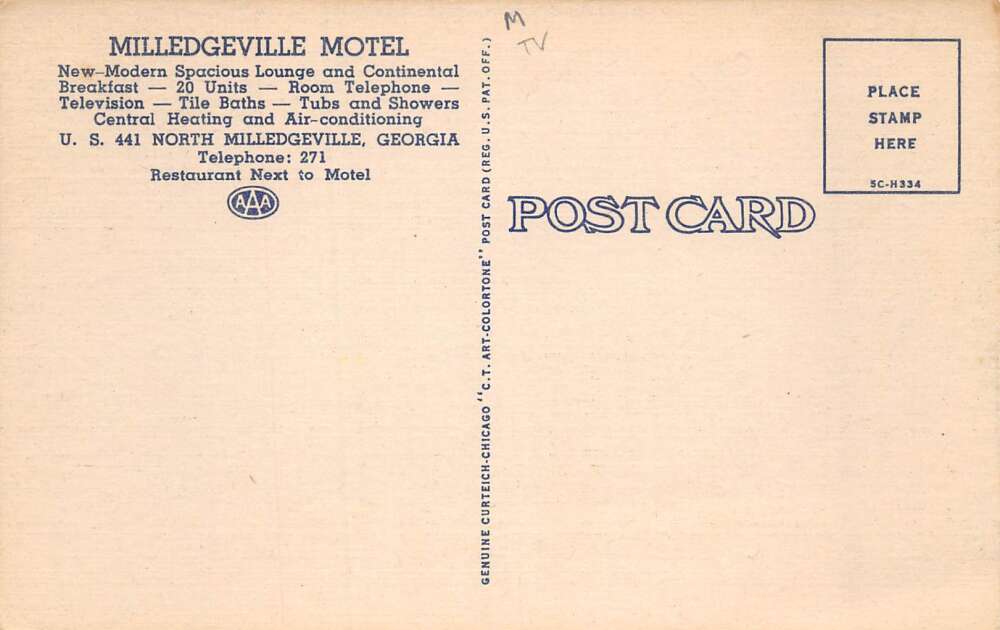 MILLEDGEVILLE MOTEL
New-Modern Spacious Lounge and Continental
Breakfast — 20 Units — Room Telephone —
Television — Tile Baths — Tubs and Showers
Central Heating and Air-conditioning
U. S. 441 NORTH MILLEDGEVILLE, GEORGIA
Telephone: 271
Restaurant Next to Motel
AAA
GENUINE CURTEICH-CHICAGO "C.T. ART-COLORTONE" POST CARD (REG. U.S. PAT. OFF.)
M
TV
POST CARD
PLACE
STAMP
HERE
5C-H334